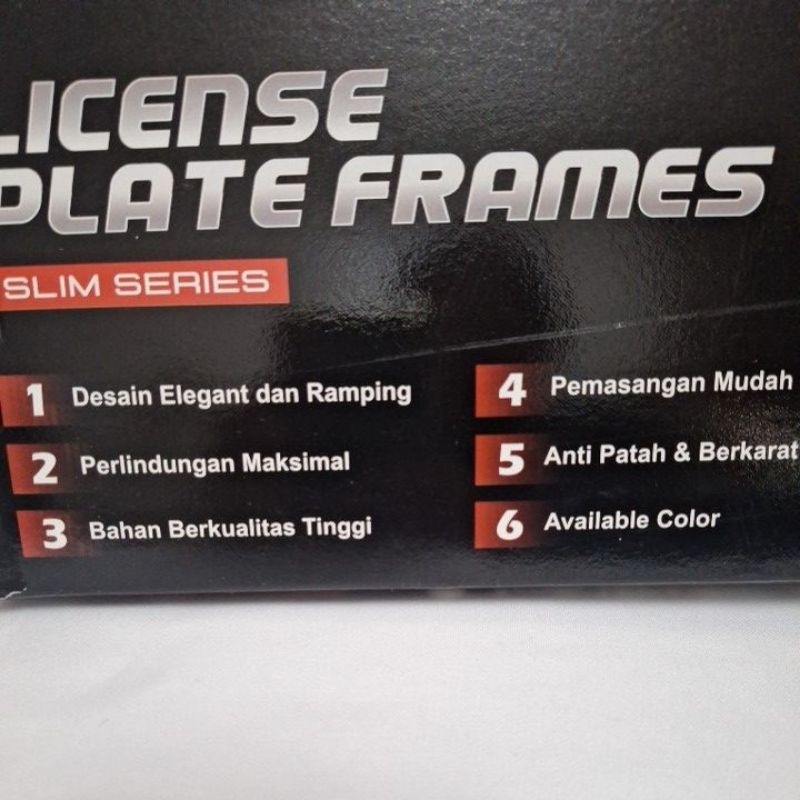 LICENSE
PLATE FRAMES
SLIM SERIES
1 Desain Elegant dan Ramping
2 Perlindungan Maksimal
3 Bahan Berkualitas Tinggi
4 Pemasangan Mudah
5 Anti Patah & Berkarat
6 Available Color